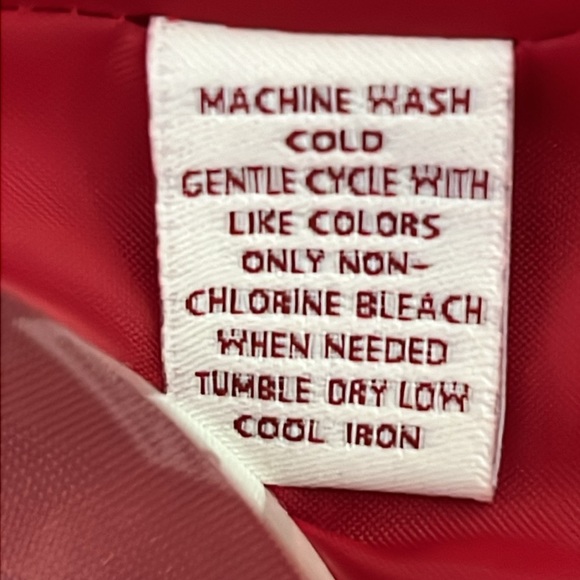 MACHINE WASH
COLD
GENTLE CYCLE WITH
LIKE COLORS
ONLY NON-
CHLORINE BLEACH
WHEN NEEDED
TUMBLE DRY LOW
COOL IRON